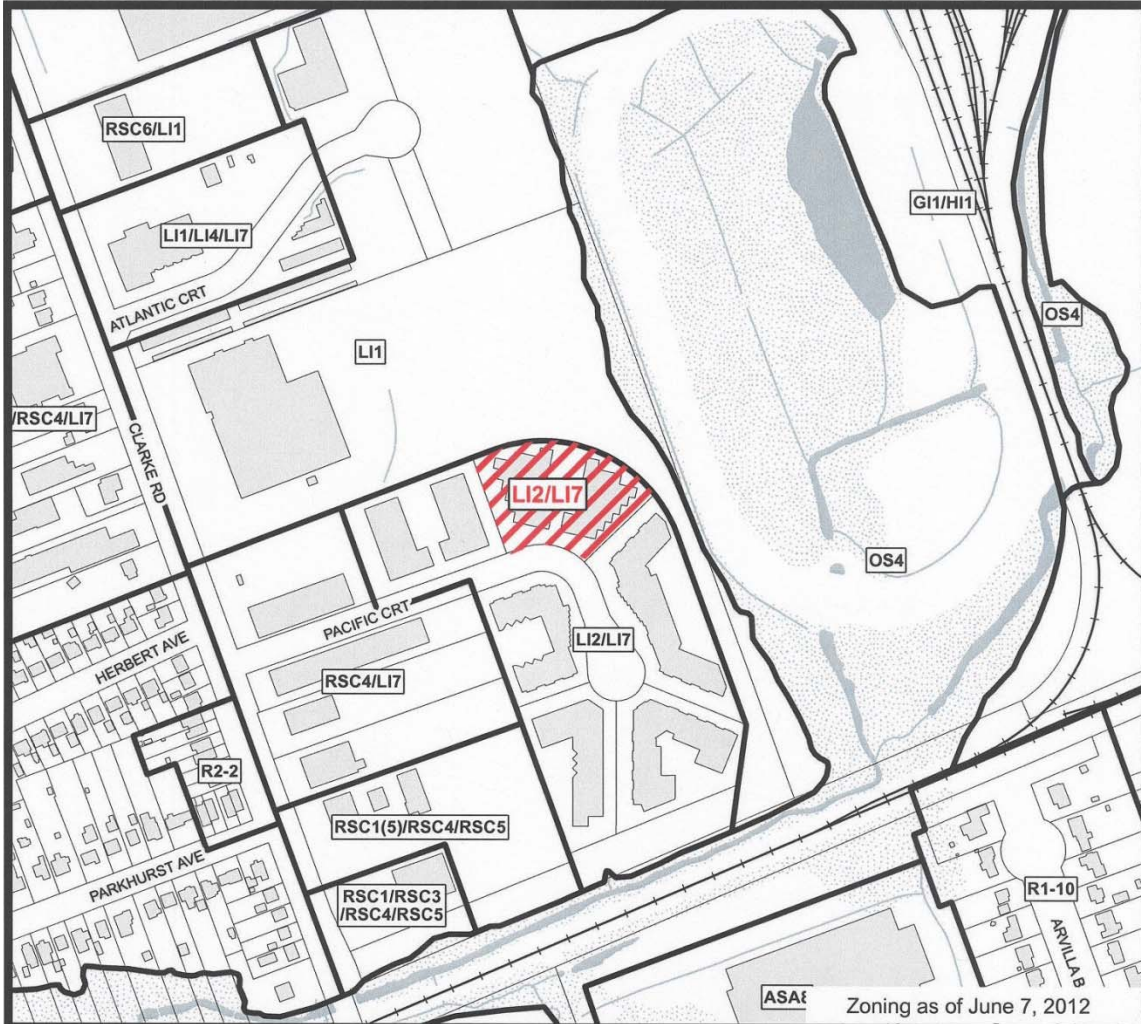 RSC6/LI1
GI1/HI1
LI1/LI4/LI7
ATLANTIC CRT
OS4
LI1
/RSC4/LI7
CLARKE RD
LI2/LI7
OS4
PACIFIC CRT
HERBERT AVE
LI2/LI7
RSC4/LI7
R2-2
RSC1(5)/RSC4/RSC5
PARKHURST AVE
RSC1/RSC3
/RSC4/RSC5
R1-10
ARVILLA B
ASA8
Zoning as of June 7, 2012